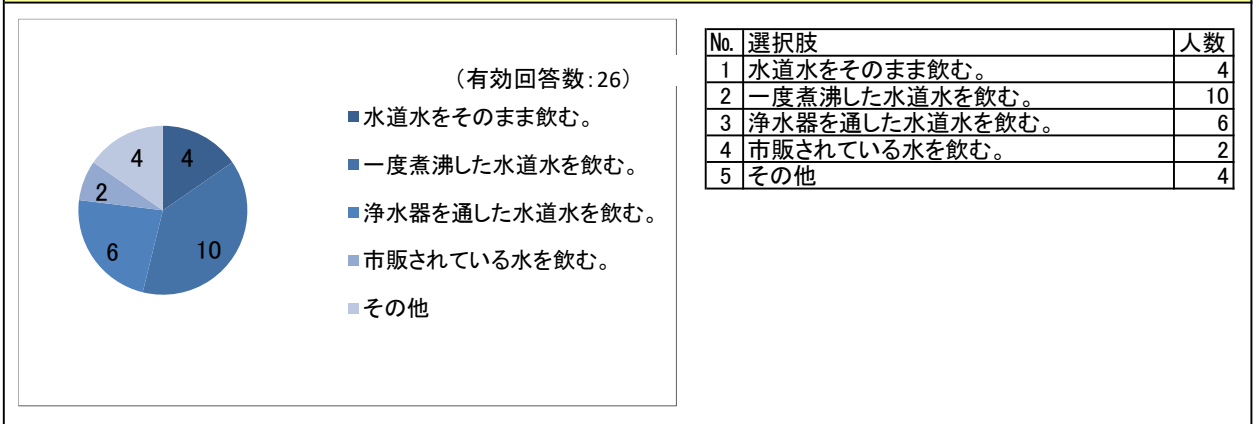 （有効回答数：26）
水道水をそのまま飲む。
一度煮沸した水道水を飲む。
浄水器を通した水道水を飲む。
市販されている水を飲む。
その他
4
10
6
2
4
№ 選択肢 人数
1 水道水をそのまま飲む。 4
2 一度煮沸した水道水を飲む。 10
3 浄水器を通した水道水を飲む。 6
4 市販されている水を飲む。 2
5 その他 4